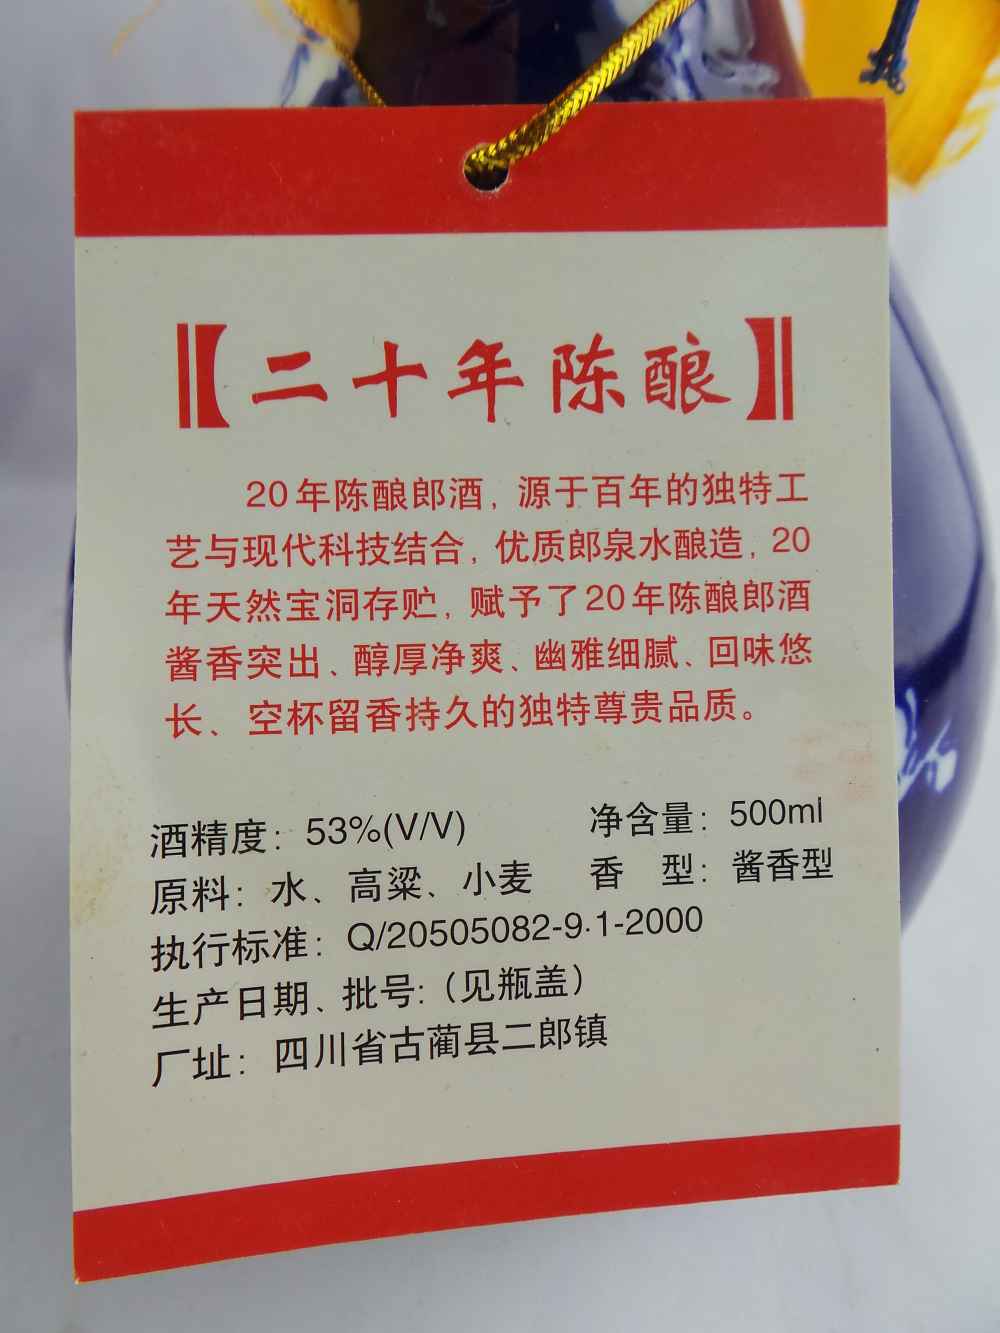 【二十年陈酿】
20年陈酿郎酒，源于百年的独特工
艺与现代科技结合，优质郎泉水酿造，20
年天然宝洞存贮，赋予了20年陈酿郎酒
酱香突出、醇厚净爽、幽雅细腻、回味悠
长、空杯留香持久的独特尊贵品质。
酒精度：53%(V/V) 净含量：500ml
原料：水、高粱、小麦 香 型：酱香型
执行标准：Q/20505082-9·1-2000
生产日期、批号:（见瓶盖）
厂址：四川省古蔺县二郎镇